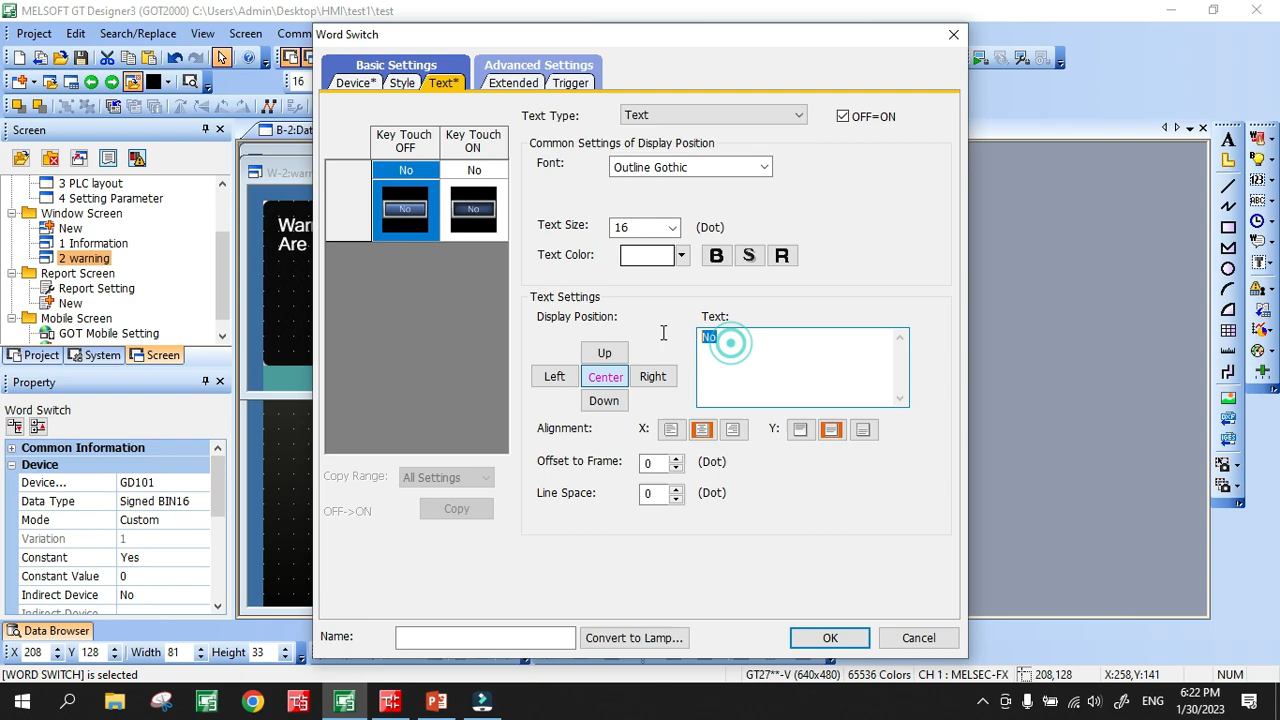 MELSOFT GT Designer3 (GOT2000) C:\Users\Admin\Desktop\HMI\test1\test
Project Edit Search/Replace View Screen Comm
16
Screen
B-2:Dat
W-2:warn
3 PLC layout
4 Setting Parameter
Window Screen
New
1 Information
2 warning
Report Screen
Report Setting
New
Mobile Screen
GOT Mobile Setting
Project System Screen
War
Are
Property
Word Switch
Common Information
Device
Device... GD101
Data Type Signed BIN16
Mode Custom
Variation 1
Constant Yes
Constant Value 0
Indirect Device No
Indirect Device
Data Browser
X 208 Y 128 Width 81 Height 33
[WORD SWITCH] is selected
Word Switch
Basic Settings Advanced Settings
Device* Style Text* Extended Trigger
Key Touch OFF Key Touch ON
No No
No No
Copy Range: All Settings
OFF->ON Copy
Text Type: Text OFF=ON
Common Settings of Display Position
Font: Outline Gothic
Text Size: 16 (Dot)
Text Color: B S R
Text Settings
Display Position: Text:
No
Up
Left Center Right
Down
Alignment: X: Y:
Offset to Frame: 0 (Dot)
Line Space: 0 (Dot)
Name: Convert to Lamp... OK Cancel
GT27**-V (640x480) 65536 Colors CH 1 : MELSEC-FX 208,128 X:258,Y:141 NUM
ENG 6:22 PM
1/30/2023